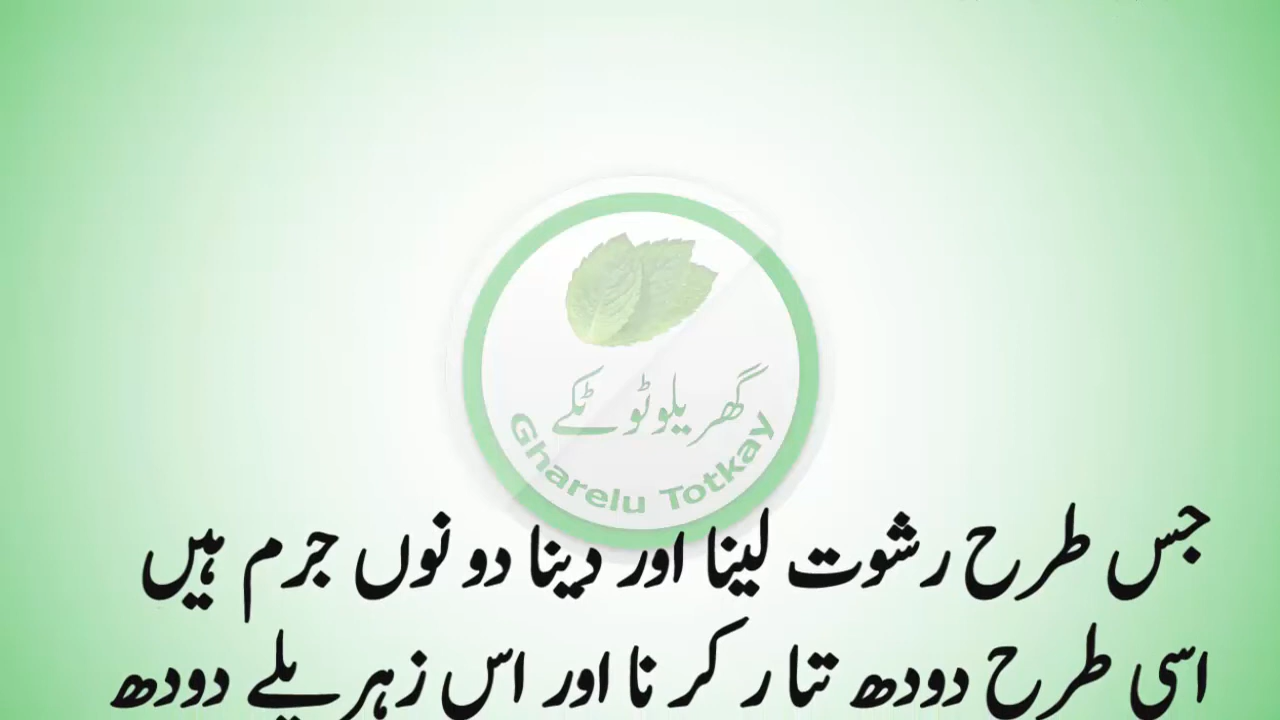 گھریلو ٹوٹکے
Gharelu Totkay
جس طرح رشوت لینا اور دینا دونوں جرم ہیں
اسی طرح دودھ تنار کرنا اور اس زہریلے دودھ